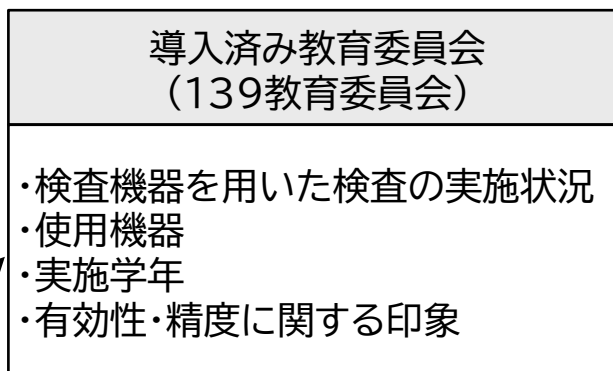 導入済み教育委員会
（139教育委員会）
・検査機器を用いた検査の実施状況
・使用機器
・実施学年
・有効性・精度に関する印象